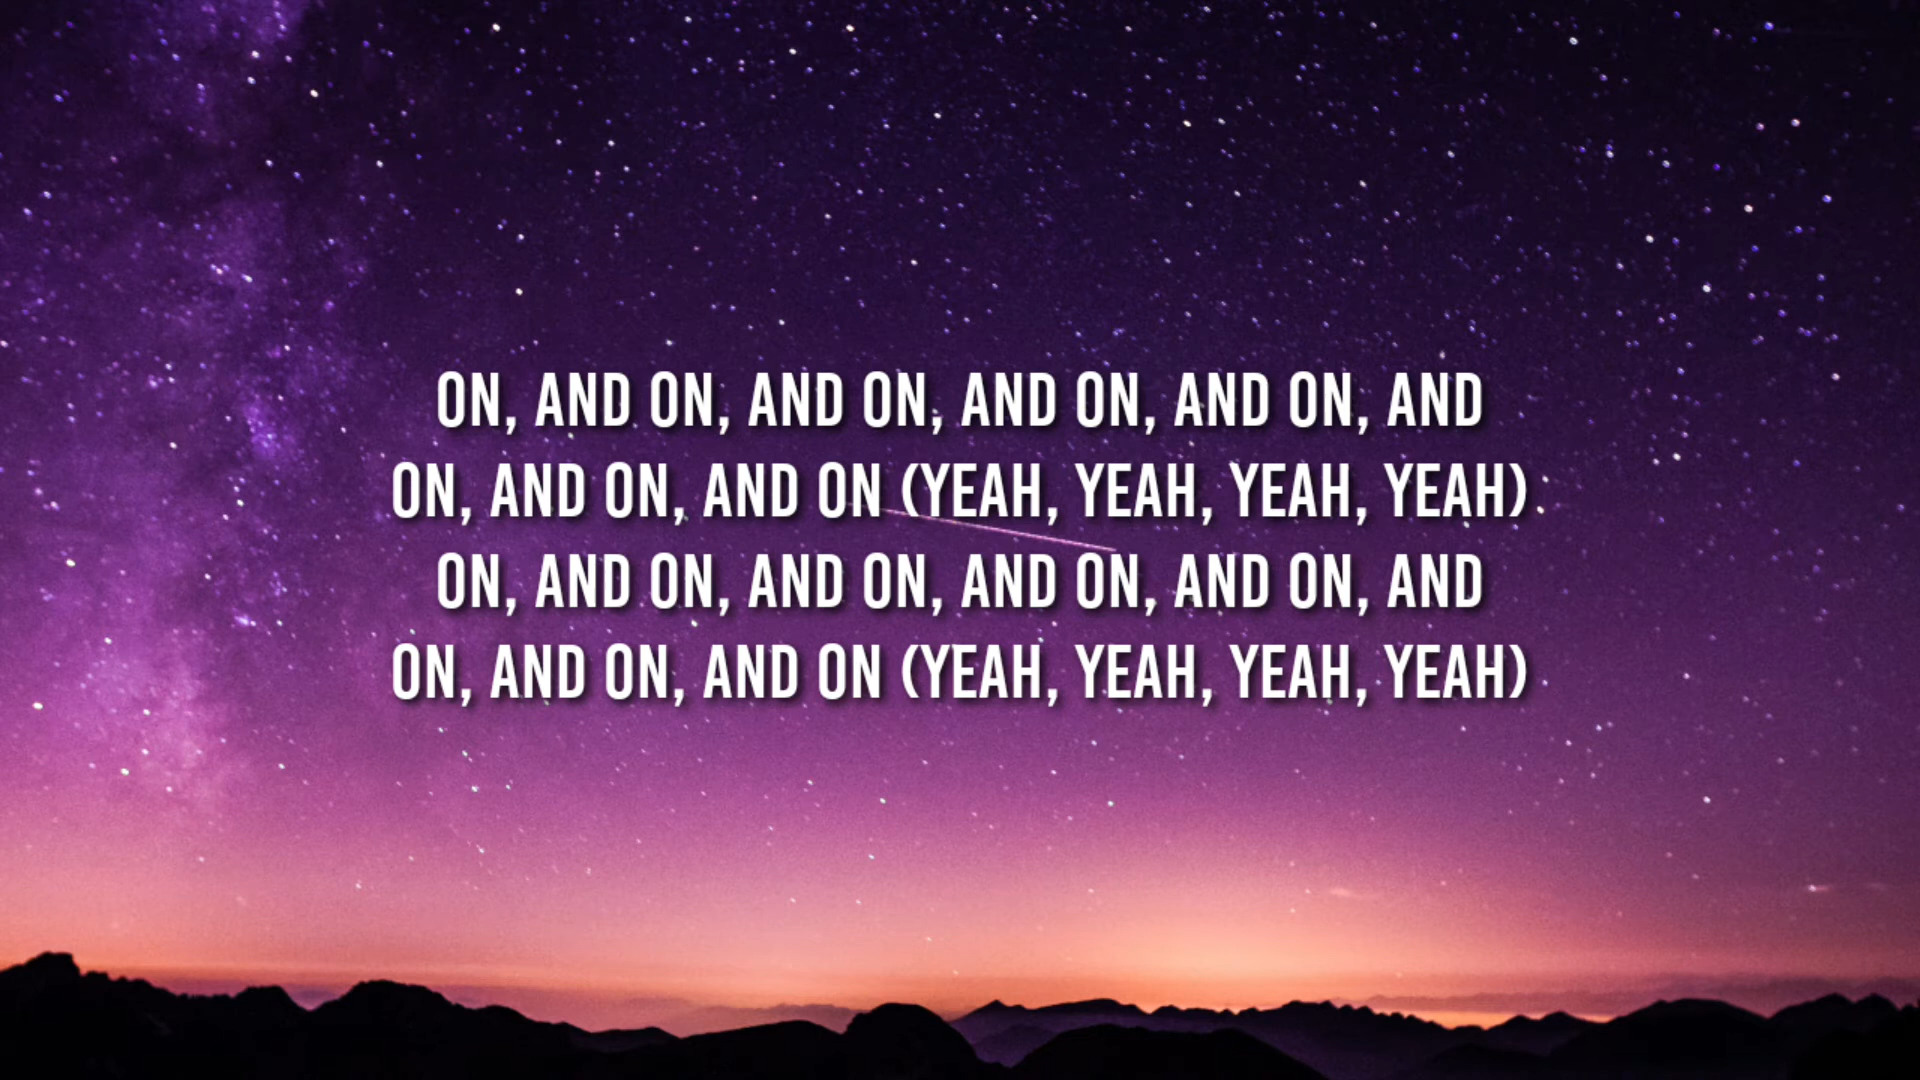 ON, AND ON, AND ON, AND ON, AND ON, AND
ON, AND ON, AND ON (YEAH, YEAH, YEAH, YEAH)
ON, AND ON, AND ON, AND ON, AND ON, AND
ON, AND ON, AND ON (YEAH, YEAH, YEAH, YEAH)